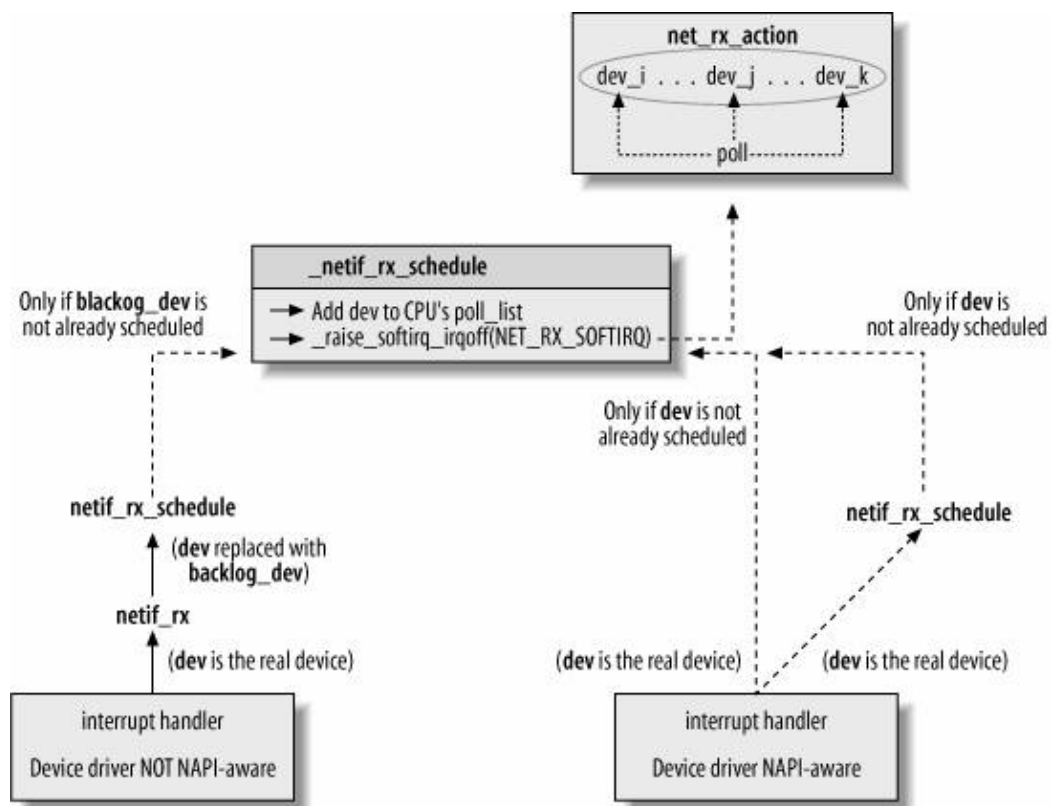 net_rx_action
dev_i . . . dev_j . . . dev_k
poll
_netif_rx_schedule
Add dev to CPU's poll_list
_raise_softirq_irqoff(NET_RX_SOFTIRQ)
Only if blackog_dev is
not already scheduled
Only if dev is
not already scheduled
Only if dev is not
already scheduled
netif_rx_schedule
(dev replaced with
backlog_dev)
netif_rx
(dev is the real device)
netif_rx_schedule
(dev is the real device)
(dev is the real device)
interrupt handler
Device driver NOT NAPI-aware
interrupt handler
Device driver NAPI-aware